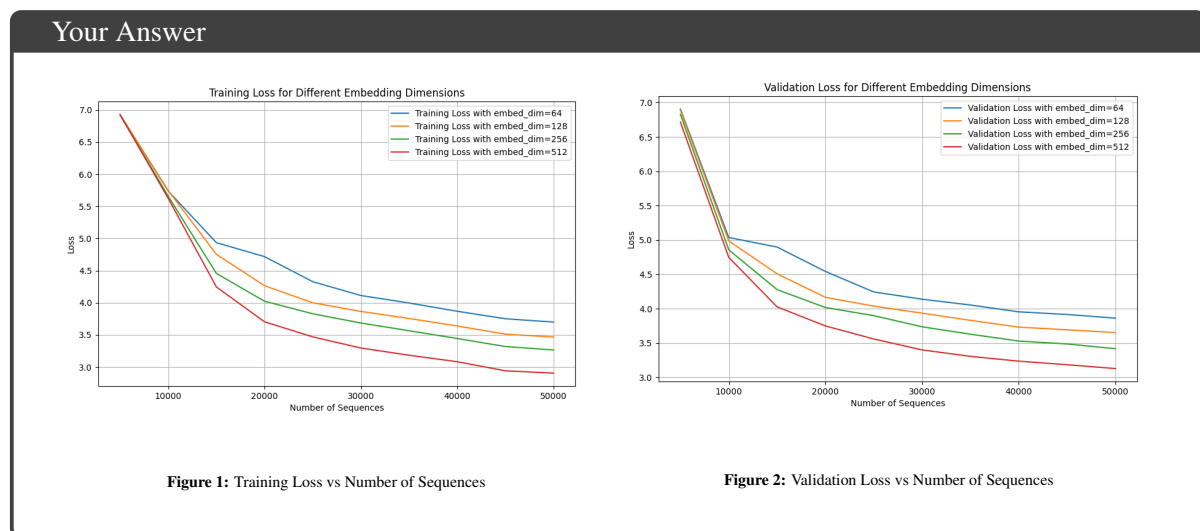 Your Answer
Training Loss for Different Embedding Dimensions
7.0
6.5
6.0
5.5
5.0
4.5
4.0
3.5
3.0
Loss
Training Loss with embed_dim=64
Training Loss with embed_dim=128
Training Loss with embed_dim=256
Training Loss with embed_dim=512
10000 20000 30000 40000 50000
Number of Sequences
Figure 1: Training Loss vs Number of Sequences
Validation Loss for Different Embedding Dimensions
7.0
6.5
6.0
5.5
5.0
4.5
4.0
3.5
3.0
Loss
Validation Loss with embed_dim=64
Validation Loss with embed_dim=128
Validation Loss with embed_dim=256
Validation Loss with embed_dim=512
10000 20000 30000 40000 50000
Number of Sequences
Figure 2: Validation Loss vs Number of Sequences